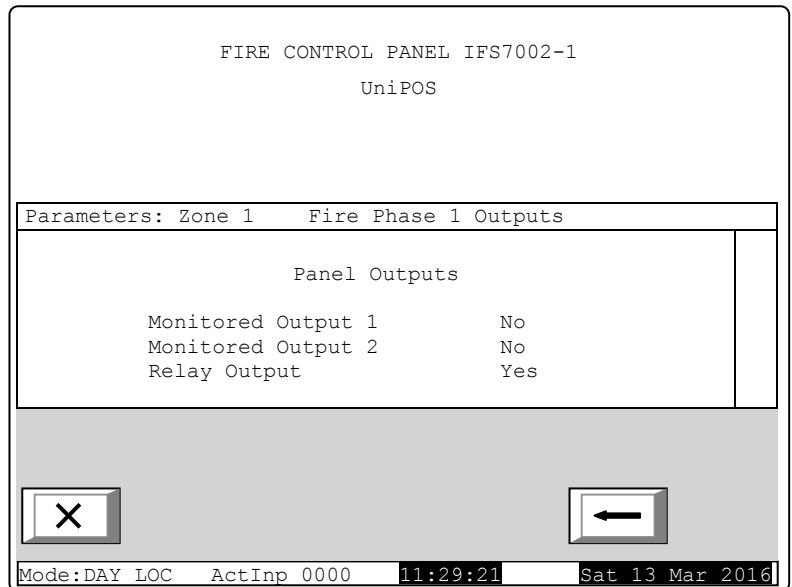 FIRE CONTROL PANEL IFS7002-1
UniPOS
Parameters: Zone 1 Fire Phase 1 Outputs
Panel Outputs
Monitored Output 1 No
Monitored Output 2 No
Relay Output Yes
Mode:DAY LOC ActInp 0000 11:29:21 Sat 13 Mar 2016